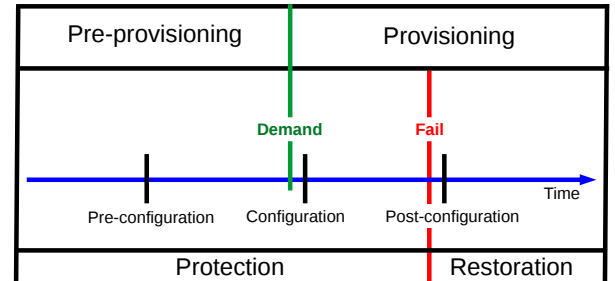 Pre-provisioning
Provisioning
Demand
Fail
Time
Pre-configuration
Configuration
Post-configuration
Protection
Restoration